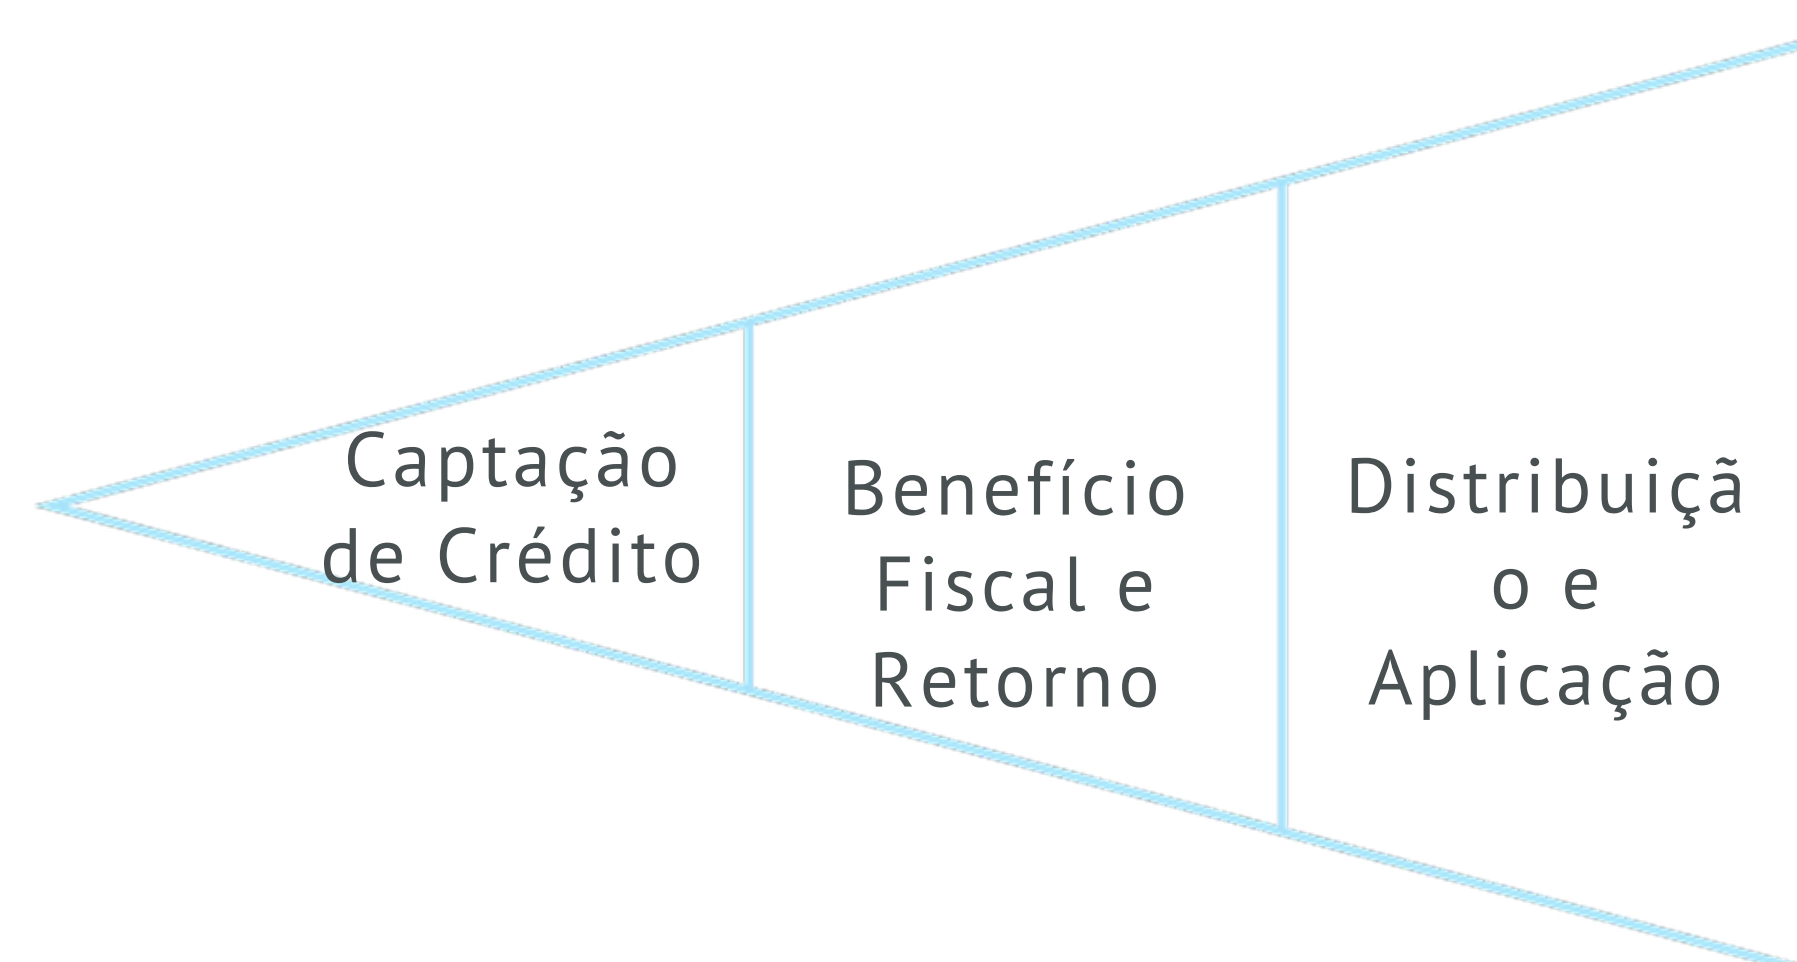 Captação
de Crédito
Benefício
Fiscal e
Retorno
Distribuiçã
o e
Aplicação